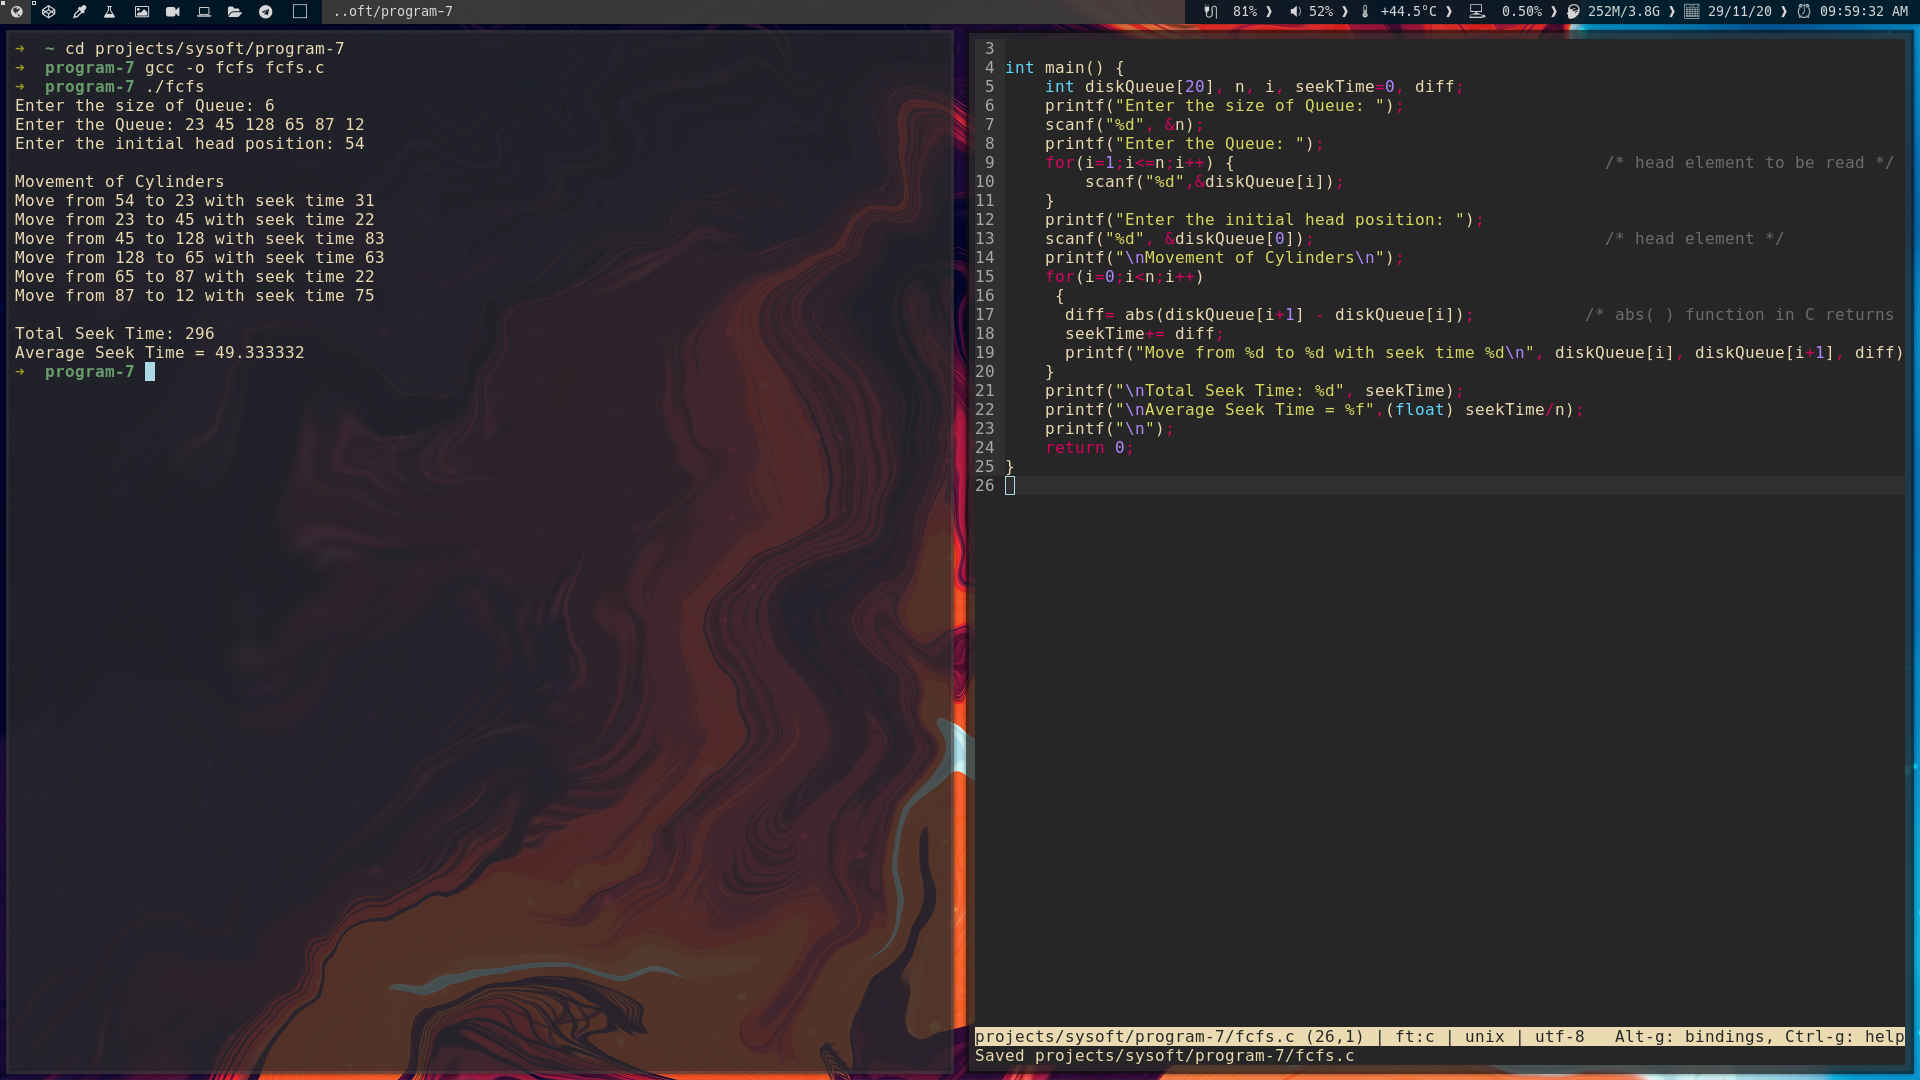 ..oft/program-7
81% ❯ 52% ❯ +44.5°C ❯ 0.50% ❯ 252M/3.8G ❯ 29/11/20 ❯ 09:59:32 AM
➜  ~ cd projects/sysoft/program-7
➜  program-7 gcc -o fcfs fcfs.c
➜  program-7 ./fcfs
Enter the size of Queue: 6
Enter the Queue: 23 45 128 65 87 12
Enter the initial head position: 54
Movement of Cylinders
Move from 54 to 23 with seek time 31
Move from 23 to 45 with seek time 22
Move from 45 to 128 with seek time 83
Move from 128 to 65 with seek time 63
Move from 65 to 87 with seek time 22
Move from 87 to 12 with seek time 75
Total Seek Time: 296
Average Seek Time = 49.333332
➜  program-7
3
4 int main() {
5     int diskQueue[20], n, i, seekTime=0, diff;
6     printf("Enter the size of Queue: ");
7     scanf("%d", &n);
8     printf("Enter the Queue: ");
9     for(i=1;i<=n;i++) {                                     /* head element to be read */
10         scanf("%d",&diskQueue[i]);
11     }
12     printf("Enter the initial head position: ");
13     scanf("%d", &diskQueue[0]);                             /* head element */
14     printf("\nMovement of Cylinders\n");
15     for(i=0;i<n;i++)
16      {
17       diff= abs(diskQueue[i+1] - diskQueue[i]);           /* abs( ) function in C returns
18       seekTime+= diff;
19       printf("Move from %d to %d with seek time %d\n", diskQueue[i], diskQueue[i+1], diff)
20     }
21     printf("\nTotal Seek Time: %d", seekTime);
22     printf("\nAverage Seek Time = %f",(float) seekTime/n);
23     printf("\n");
24     return 0;
25 }
26
projects/sysoft/program-7/fcfs.c (26,1) | ft:c | unix | utf-8   Alt-g: bindings, Ctrl-g: help
Saved projects/sysoft/program-7/fcfs.c